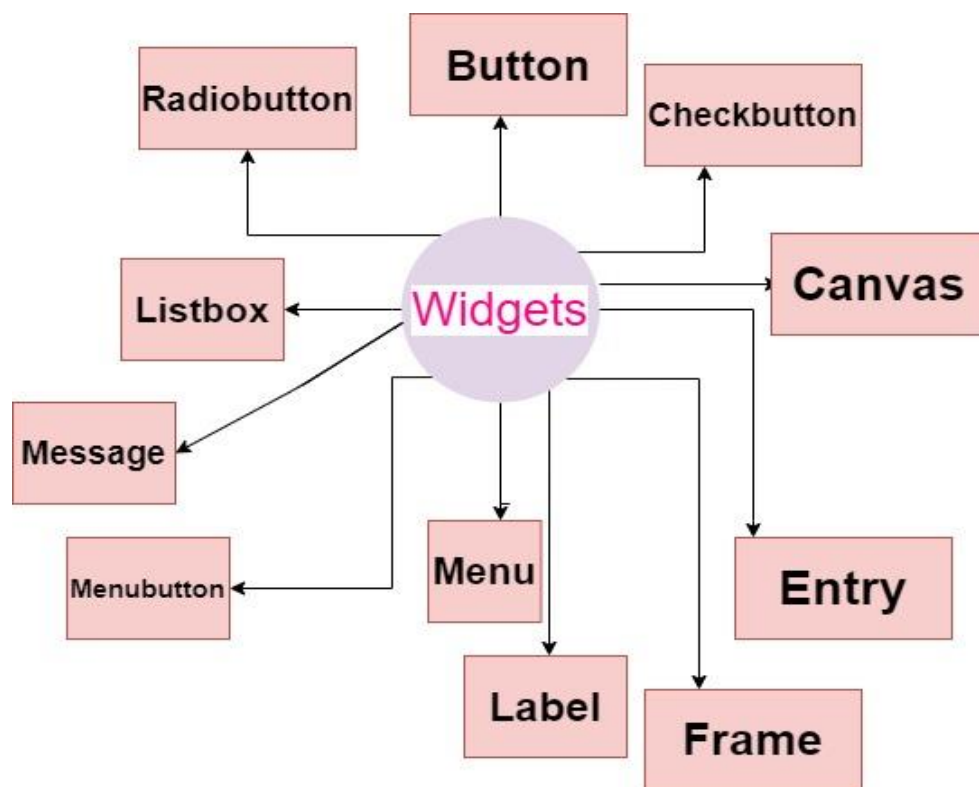 Button
Radiobutton
Checkbutton
Canvas
Listbox
Widgets
Message
Menubutton
Menu
Entry
Label
Frame